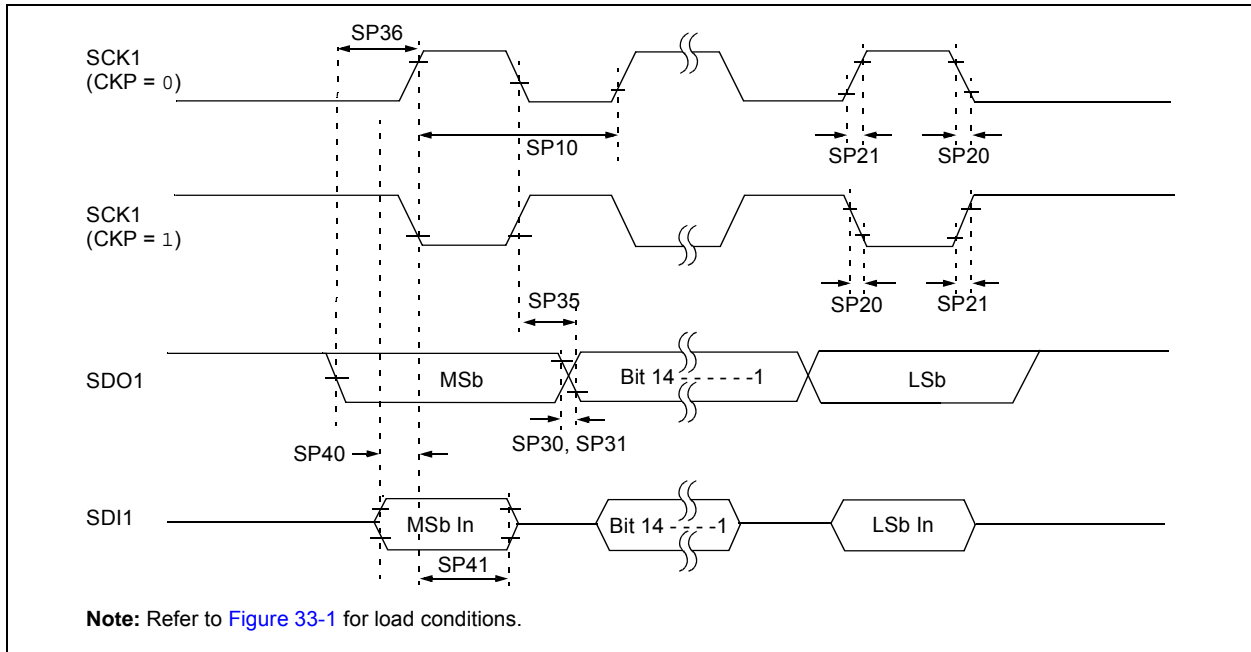 SP36
SCK1
(CKP = 0)
SP10
SP21
SP20
SCK1
(CKP = 1)
SP35
SP20
SP21
SDO1
MSb
Bit 14 - - - - - -1
LSb
SP40
SP30, SP31
SDI1
MSb In
Bit 14 - - - - -1
LSb In
SP41
Note: Refer to Figure 33-1 for load conditions.